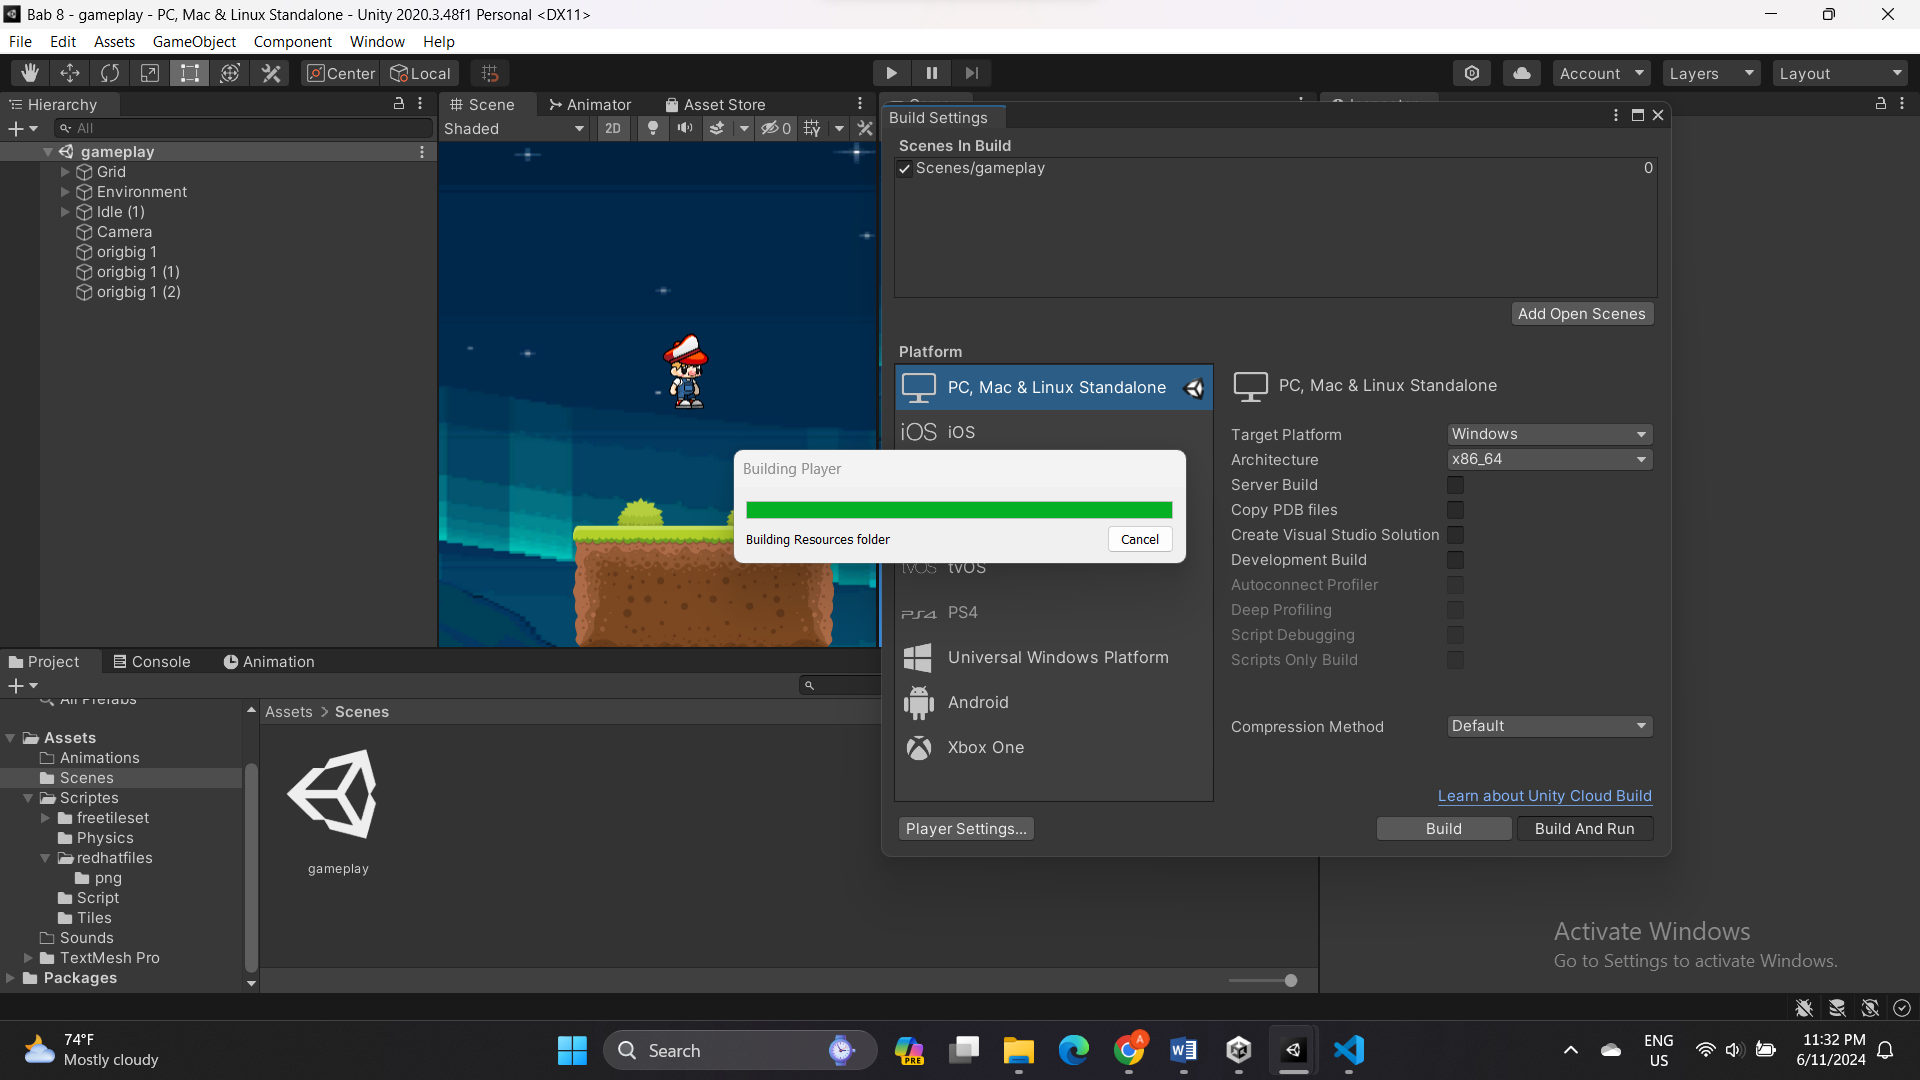 Bab 8 - gameplay - PC, Mac & Linux Standalone - Unity 2020.3.48f1 Personal <DX11>
File Edit Assets GameObject Component Window Help
Center Local
Account Layers Layout
Hierarchy
All
gameplay
Grid
Environment
Idle (1)
Camera
origbig 1
origbig 1 (1)
origbig 1 (2)
Scene Animator Asset Store
Shaded 2D 0
Build Settings
Scenes In Build
Scenes/gameplay 0
Add Open Scenes
Platform
PC, Mac & Linux Standalone
iOS iOS
tvOS tvOS
PS4 PS4
Universal Windows Platform
Android
Xbox One
PC, Mac & Linux Standalone
Target Platform Windows
Architecture x86_64
Server Build
Copy PDB files
Create Visual Studio Solution
Development Build
Autoconnect Profiler
Deep Profiling
Script Debugging
Scripts Only Build
Compression Method Default
Learn about Unity Cloud Build
Player Settings... Build Build And Run
Building Player
Building Resources folder Cancel
Project Console Animation
All Prefabs
Assets
Animations
Scenes
Scriptes
freetileset
Physics
redhatfiles
png
Script
Tiles
Sounds
TextMesh Pro
Packages
Assets > Scenes
gameplay
Activate Windows
Go to Settings to activate Windows.
74°F
Mostly cloudy
Search
PRE
A
ENG
US
11:32 PM
6/11/2024